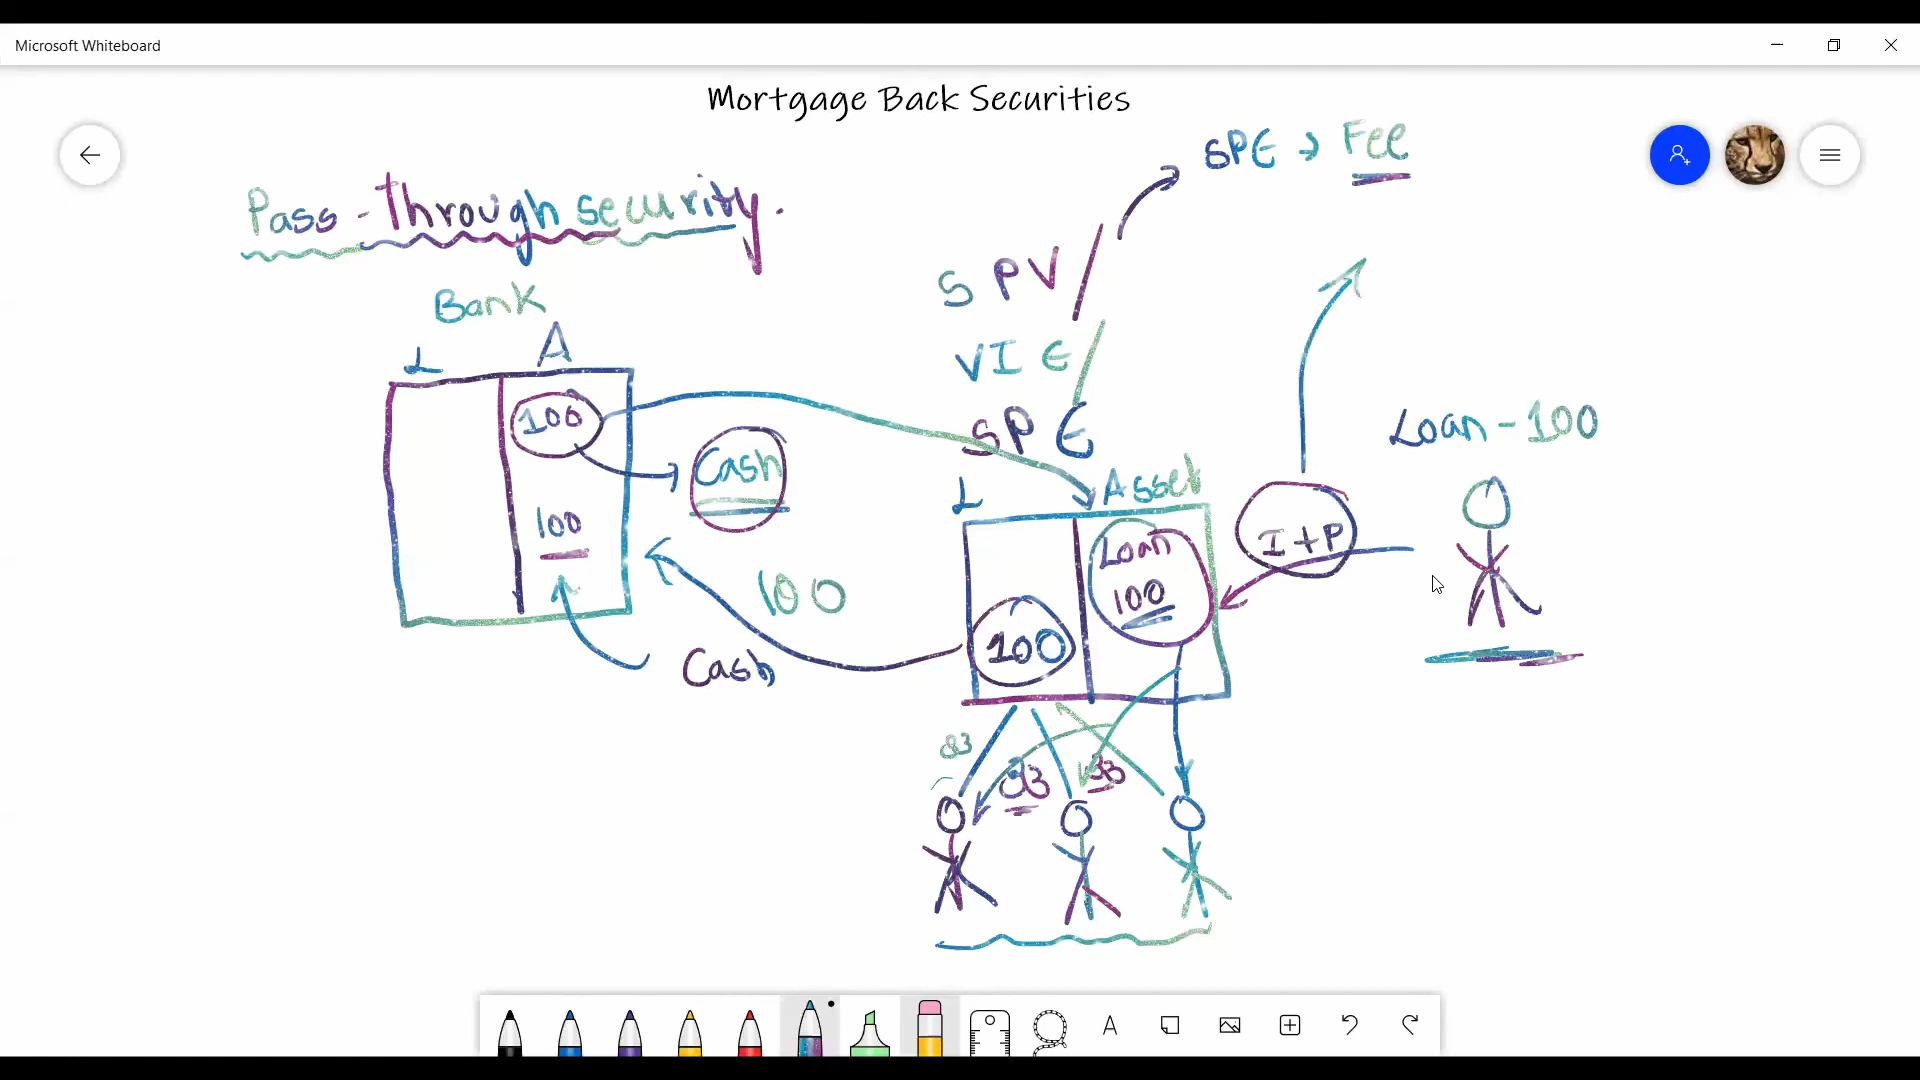 Microsoft Whiteboard
Mortgage Back Securities
SPE → Fee
Pass-through security.
SPV /
Bank
VIE /
L A
SPE
Loan-100
100
Cash
L Asset
I+P
Loan
100
100
100
100
Cash
33
33
33
A